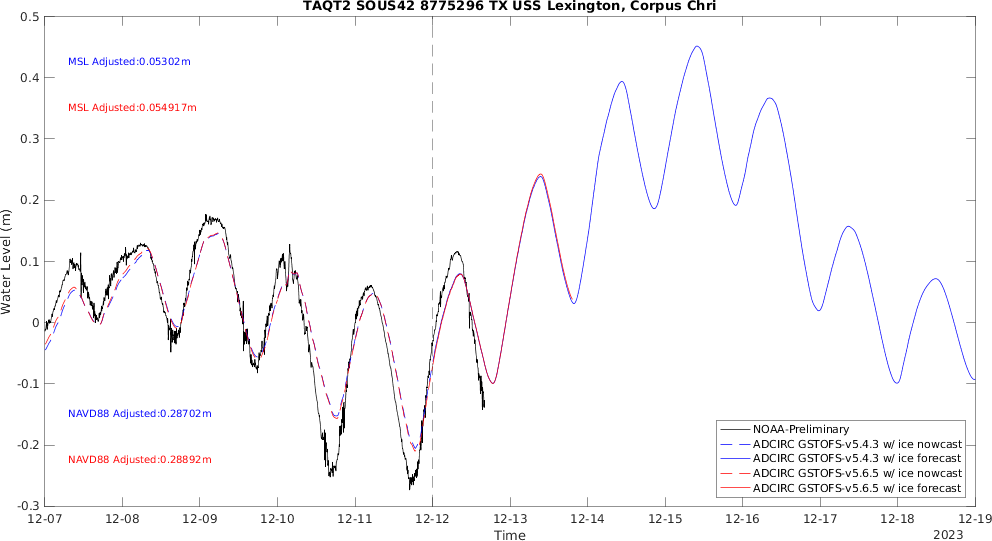 TAQT2 SOUS42 8775296 TX USS Lexington, Corpus Chri
0.5
0.4
0.3
0.2
0.1
0
-0.1
-0.2
-0.3
Water Level (m)
MSL Adjusted:0.05302m
MSL Adjusted:0.054917m
NAVD88 Adjusted:0.28702m
NAVD88 Adjusted:0.28892m
NOAA-Preliminary
ADCIRC GSTOFS-v5.4.3 w/ ice nowcast
ADCIRC GSTOFS-v5.4.3 w/ ice forecast
ADCIRC GSTOFS-v5.6.5 w/ ice nowcast
ADCIRC GSTOFS-v5.6.5 w/ ice forecast
12-07 12-08 12-09 12-10 12-11 12-12 12-13 12-14 12-15 12-16 12-17 12-18 12-19
Time
2023